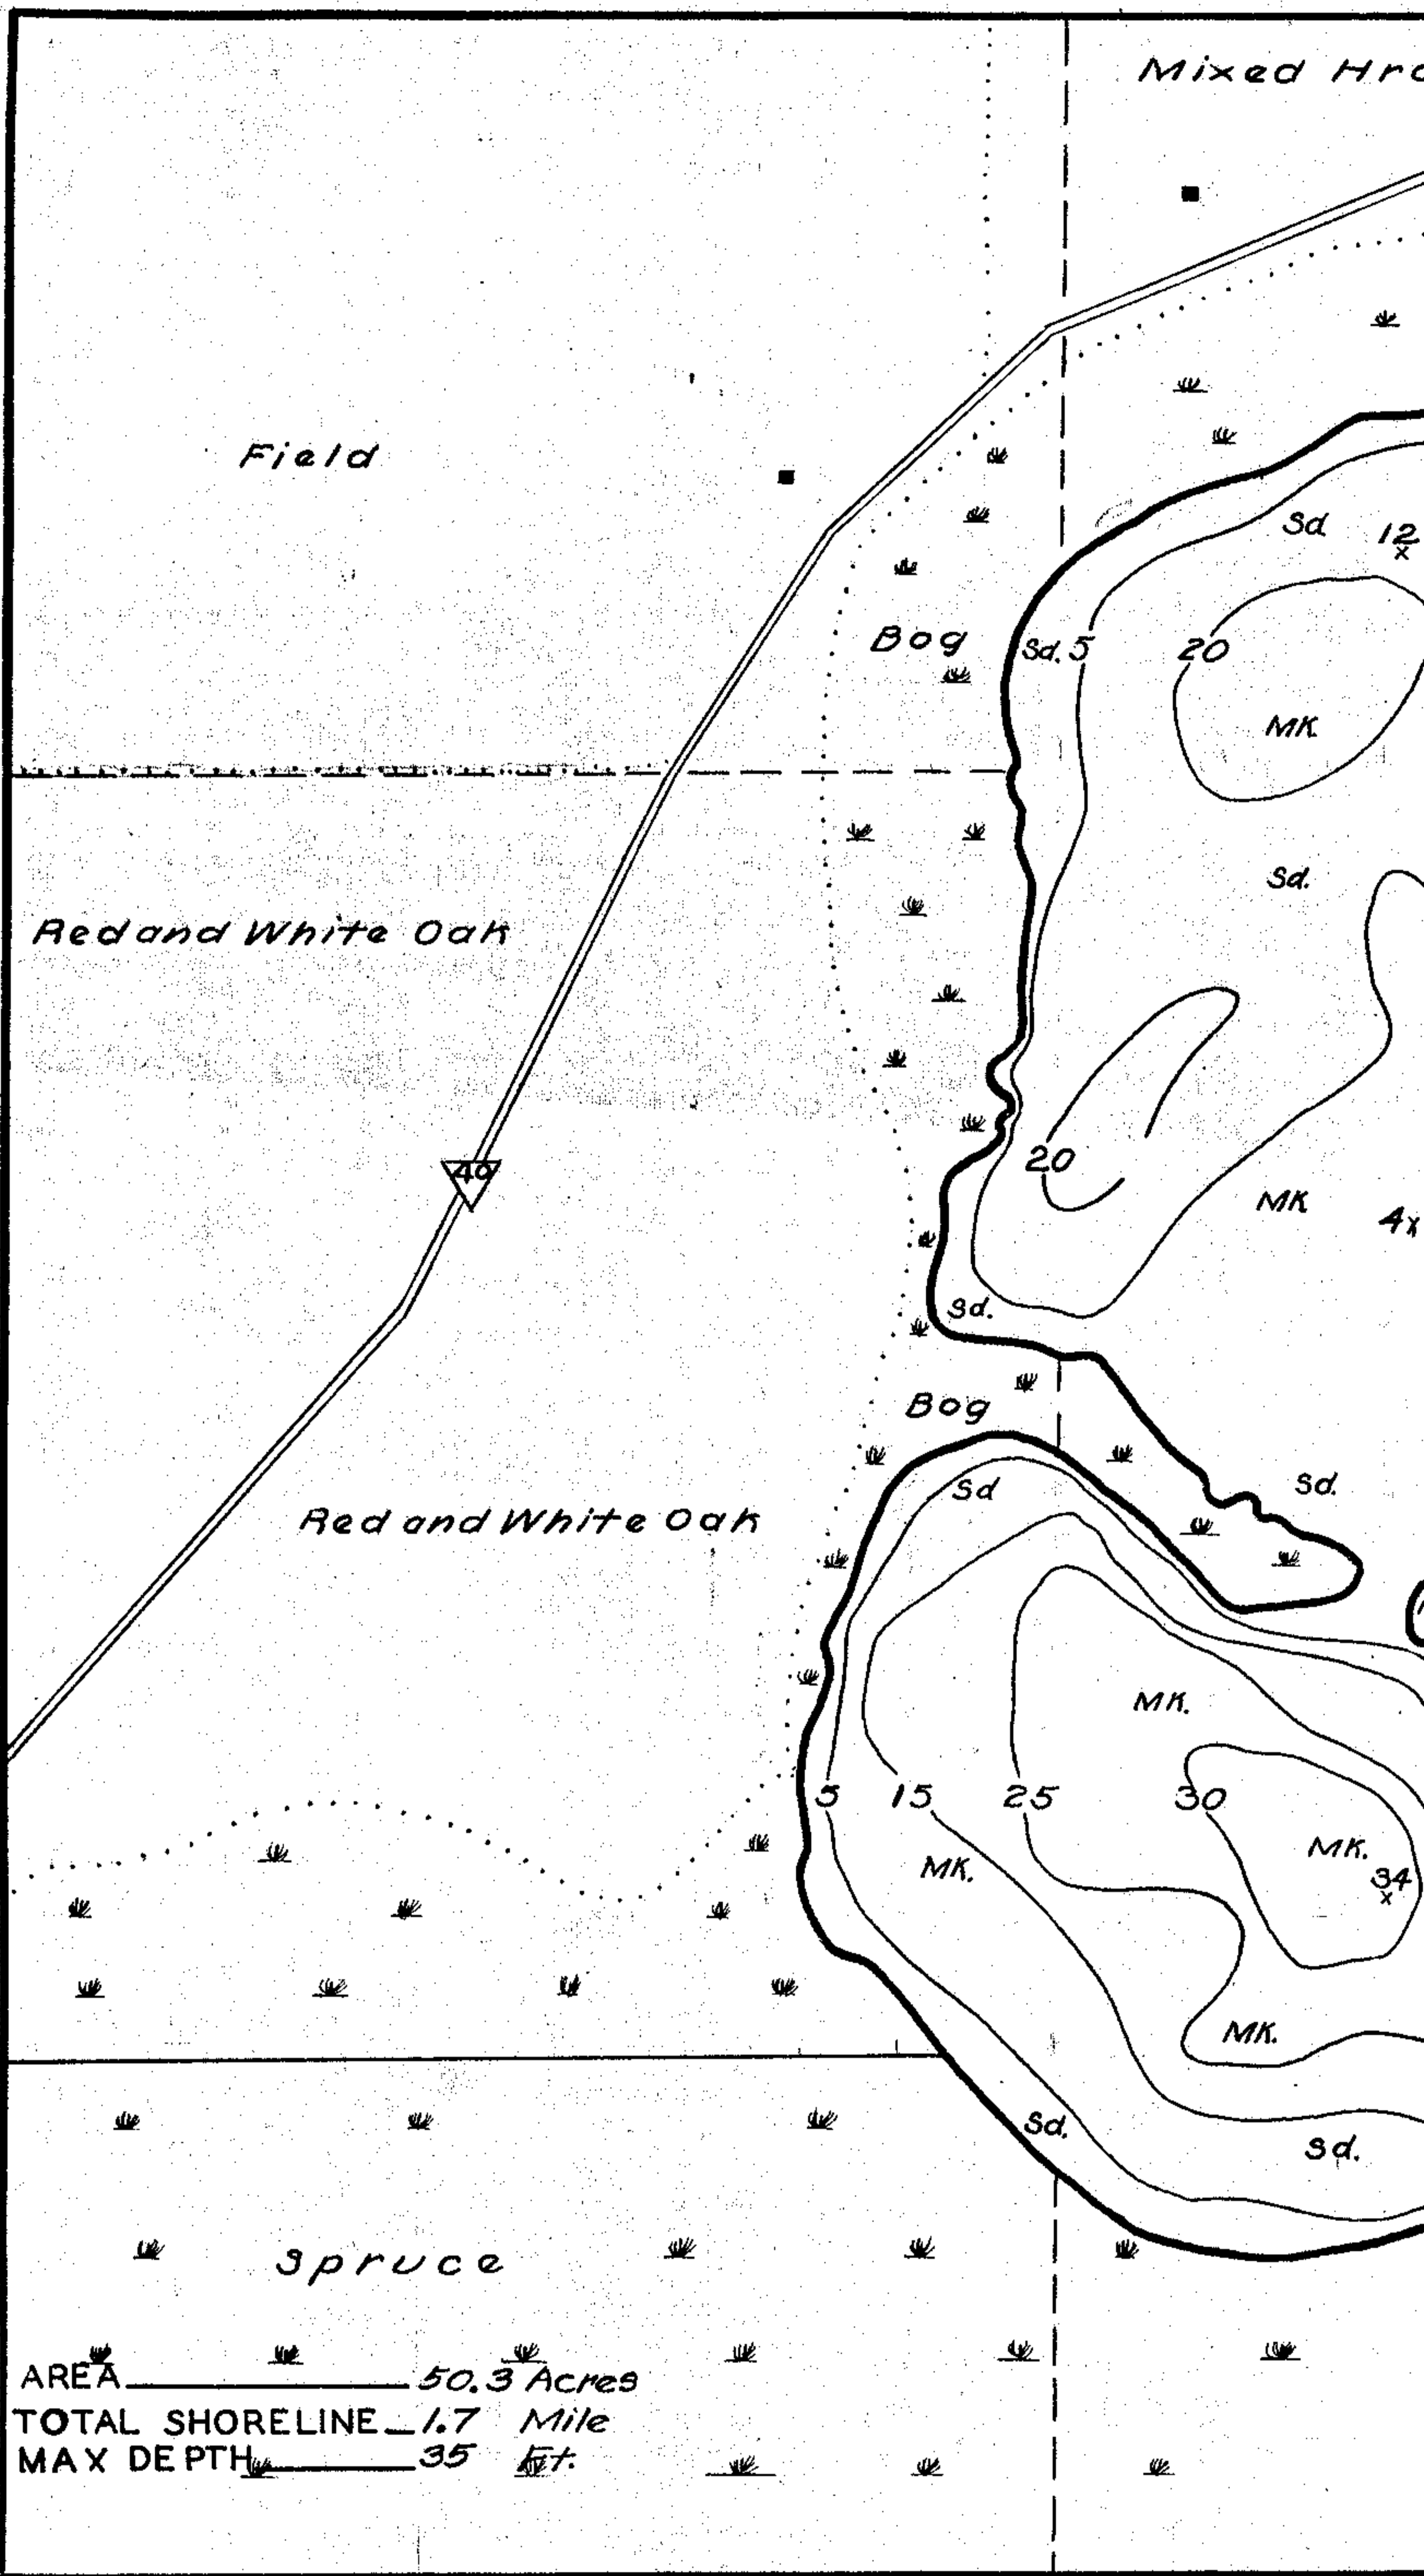 Mixed
Field
Sd
12
x
Bog
Sd. 5
20
MK
Sd.
Red and White Oak
20
40
MK
4x
Sd.
Bog
Sd
Sd.
Red and White Oak
MK.
5 15 25 30
MK.
MK.
34
x
MK.
Sd.
Sd.
Spruce
AREA 50.3 Acres
TOTAL SHORELINE 1.7 Mile
MAX DEPTH 35 Ft.